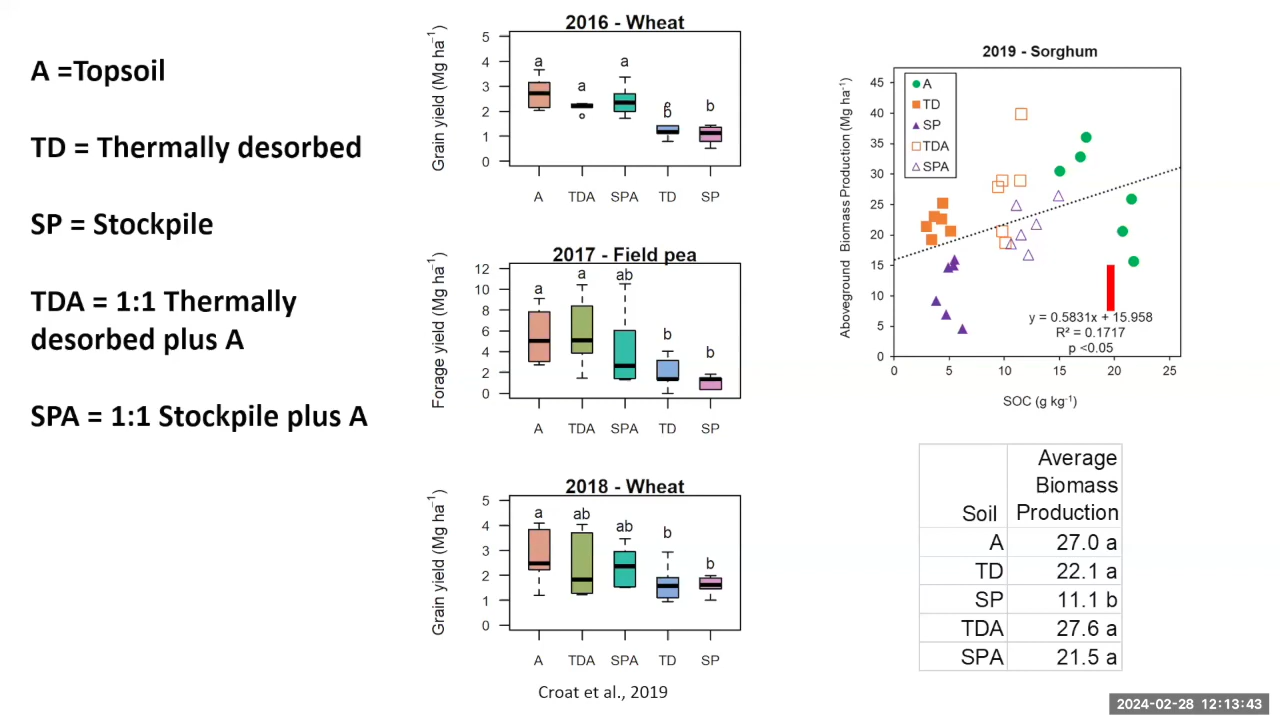 A =Topsoil
TD = Thermally desorbed
SP = Stockpile
TDA = 1:1 Thermally
desorbed plus A
SPA = 1:1 Stockpile plus A
2016 - Wheat
Grain yield (Mg ha⁻¹)
5
4
3
2
1
0
a
a
a
b
b
A TDA SPA TD SP
2017 - Field pea
Forage yield (Mg ha⁻¹)
12
10
8
6
4
2
0
a
a
ab
b
b
A TDA SPA TD SP
2018 - Wheat
Grain yield (Mg ha⁻¹)
5
4
3
2
1
0
a
ab
ab
b
b
A TDA SPA TD SP
Croat et al., 2019
2019 - Sorghum
Aboveground Biomass Production (Mg ha⁻¹)
45
40
35
30
25
20
15
10
5
0
A
TD
SP
TDA
SPA
y = 0.5831x + 15.958
R² = 0.1717
p <0.05
0 5 10 15 20 25
SOC (g kg⁻¹)
Soil Average Biomass Production
A 27.0 a
TD 22.1 a
SP 11.1 b
TDA 27.6 a
SPA 21.5 a
2024-02-28 12:13:43